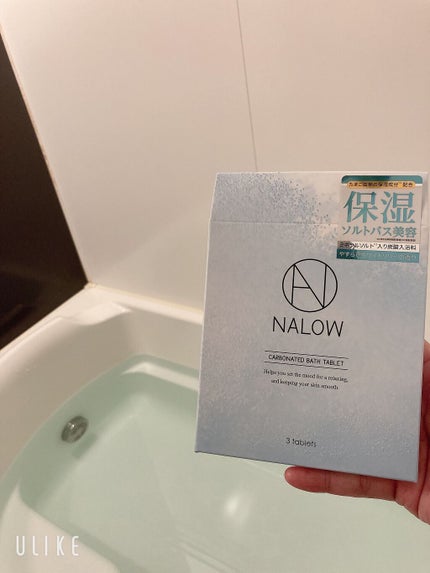 保湿
ソルトバス美容
NALOW
CARBONATED BATH TABLET
Helps you set the mood for a relaxing,
and keeping your skin smooth
3 tablets
ULIKE